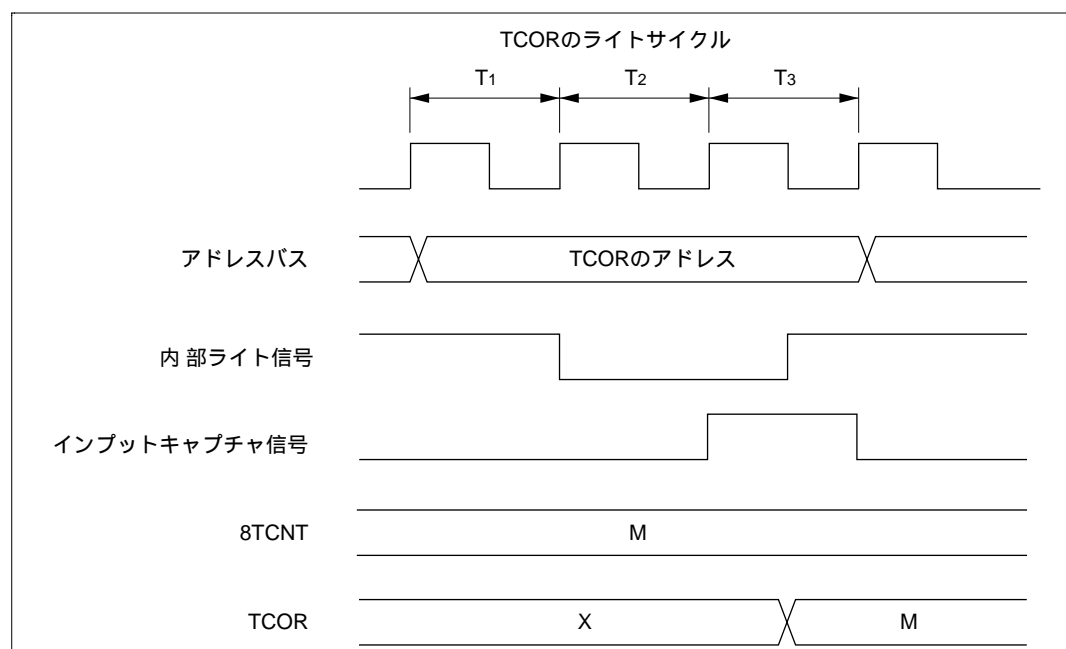 TCORのライトサイクル
T1 T2 T3
アドレスバス TCORのアドレス
内部ライト信号
インプットキャプチャ信号
8TCNT M
TCOR X M